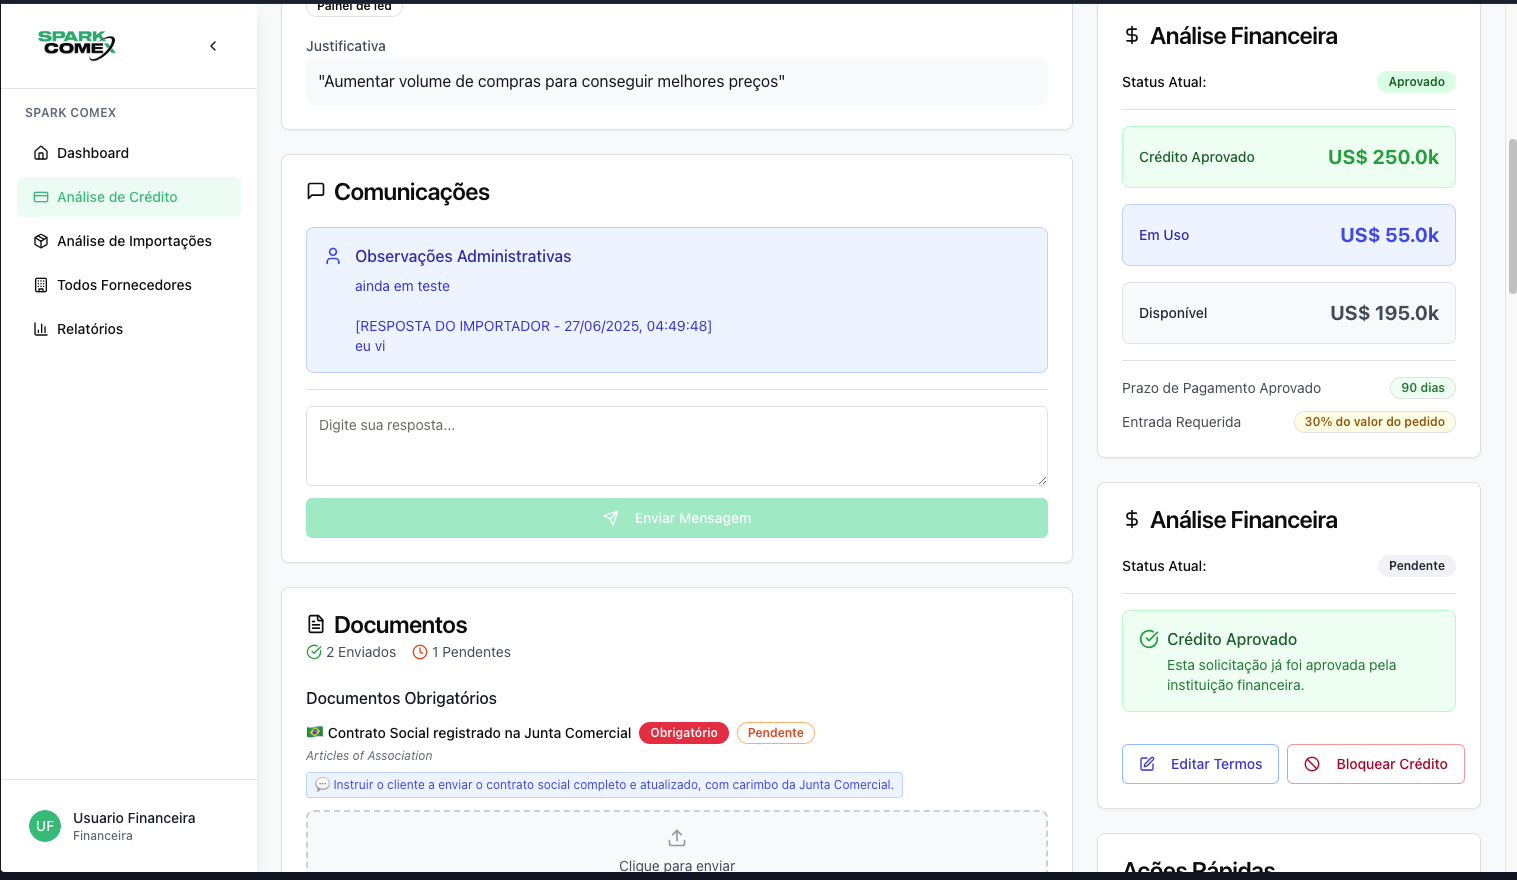 SPARK
COMEX
SPARK COMEX
Dashboard
Análise de Crédito
Análise de Importações
Todos Fornecedores
Relatórios
UF
Usuario Financeira
Financeira
Painel de led
Justificativa
"Aumentar volume de compras para conseguir melhores preços"
Comunicações
Observações Administrativas
ainda em teste
[RESPOSTA DO IMPORTADOR - 27/06/2025, 04:49:48]
eu vi
Digite sua resposta...
Enviar Mensagem
Documentos
2 Enviados 1 Pendentes
Documentos Obrigatórios
🇧🇷 Contrato Social registrado na Junta Comercial Obrigatório Pendente
Articles of Association
💬 Instruir o cliente a enviar o contrato social completo e atualizado, com carimbo da Junta Comercial.
Clique para enviar
Análise Financeira
Status Atual: Aprovado
Crédito Aprovado US$ 250.0k
Em Uso US$ 55.0k
Disponível US$ 195.0k
Prazo de Pagamento Aprovado 90 dias
Entrada Requerida 30% do valor do pedido
Análise Financeira
Status Atual: Pendente
Crédito Aprovado
Esta solicitação já foi aprovada pela
instituição financeira.
Editar Termos Bloquear Crédito
Ações Rápidas